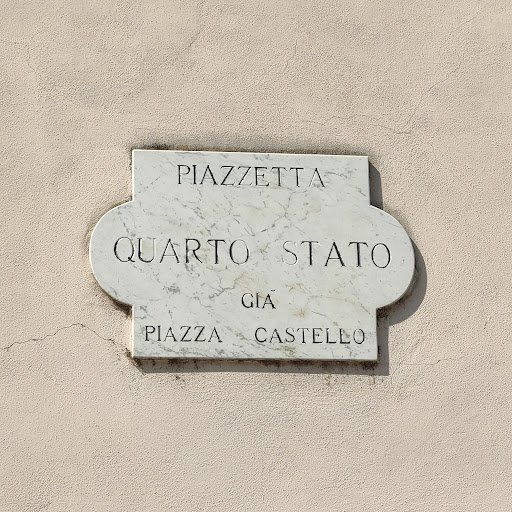 PIAZZETTA
QUARTO STATO
GIÀ
PIAZZA CASTELLO